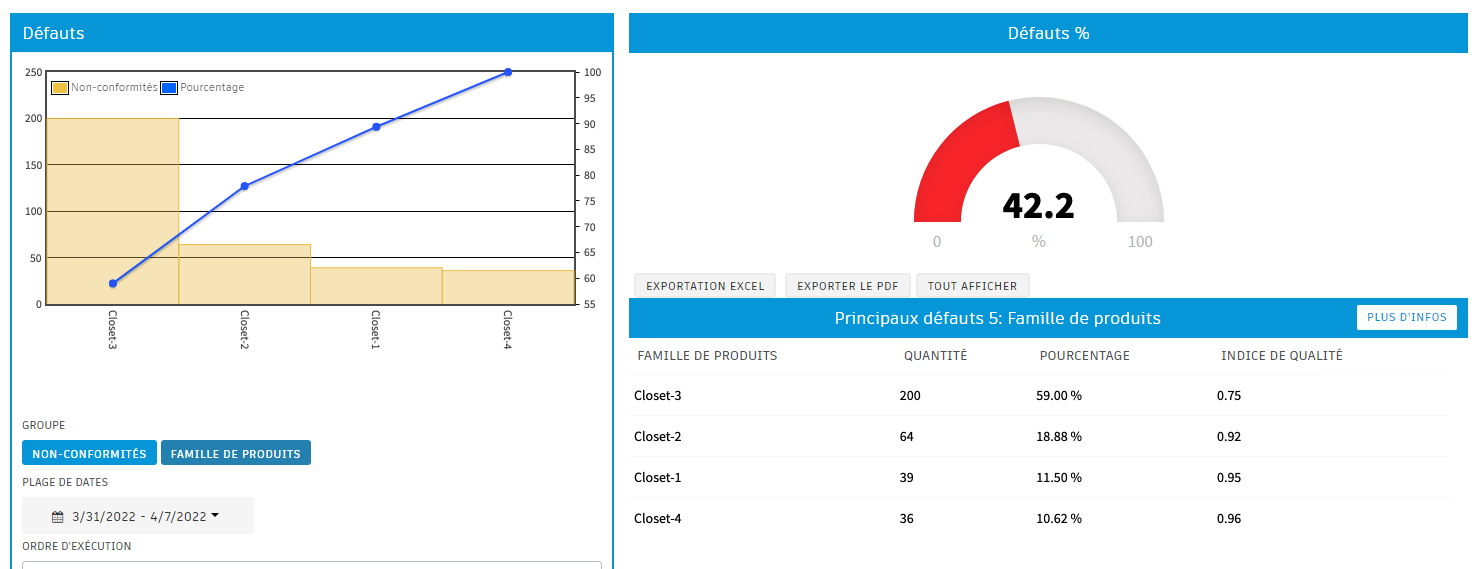 Défauts
250
200
150
100
50
0
Non-conformités Pourcentage
100
95
90
85
80
75
70
65
60
55
Closet-3
Closet-2
Closet-1
Closet-4
GROUPE
NON-CONFORMITÉS FAMILLE DE PRODUITS
PLAGE DE DATES
3/31/2022 - 4/7/2022
ORDRE D'EXÉCUTION
Défauts %
42.2
0 % 100
EXPORTATION EXCEL EXPORTER LE PDF TOUT AFFICHER
Principaux défauts 5: Famille de produits PLUS D'INFOS
FAMILLE DE PRODUITS QUANTITÉ POURCENTAGE INDICE DE QUALITÉ
Closet-3 200 59.00 % 0.75
Closet-2 64 18.88 % 0.92
Closet-1 39 11.50 % 0.95
Closet-4 36 10.62 % 0.96